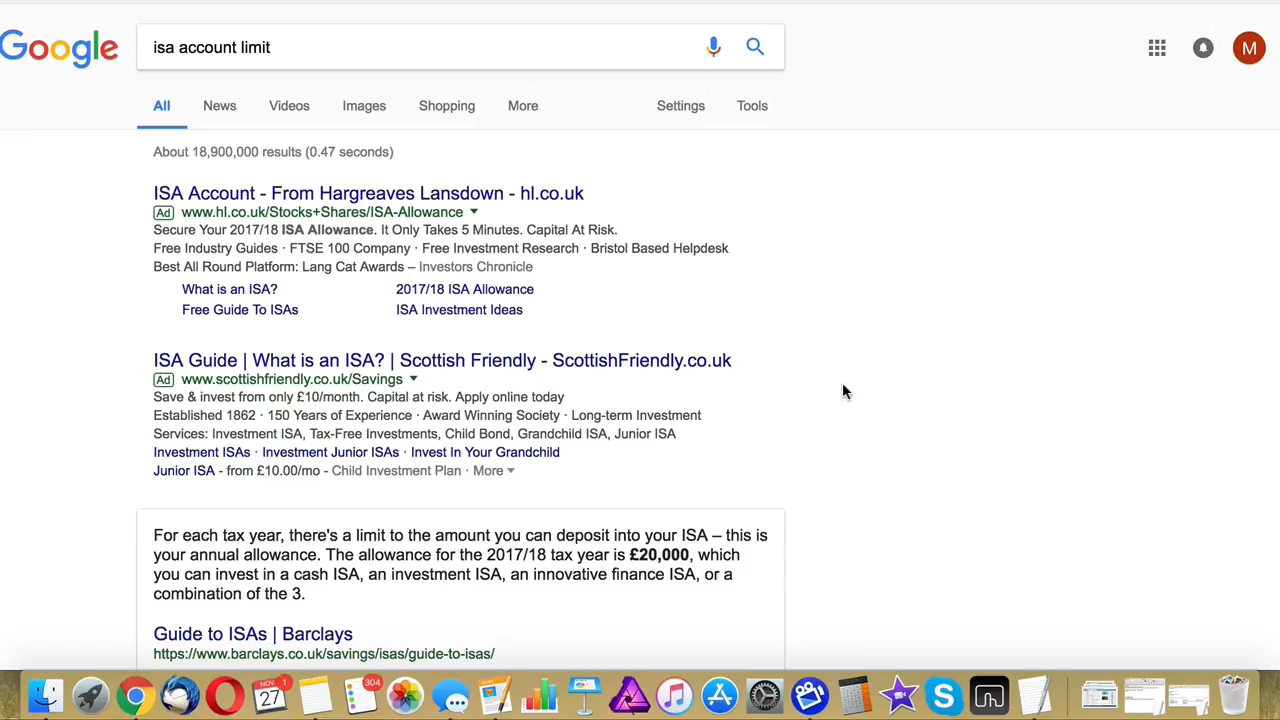 Google
isa account limit
M
All News Videos Images Shopping More Settings Tools
About 18,900,000 results (0.47 seconds)
ISA Account - From Hargreaves Lansdown - hl.co.uk
Ad www.hl.co.uk/Stocks+Shares/ISA-Allowance
Secure Your 2017/18 ISA Allowance. It Only Takes 5 Minutes. Capital At Risk.
Free Industry Guides · FTSE 100 Company · Free Investment Research · Bristol Based Helpdesk
Best All Round Platform: Lang Cat Awards – Investors Chronicle
What is an ISA? 2017/18 ISA Allowance
Free Guide To ISAs ISA Investment Ideas
ISA Guide | What is an ISA? | Scottish Friendly - ScottishFriendly.co.uk
Ad www.scottishfriendly.co.uk/Savings
Save & invest from only £10/month. Capital at risk. Apply online today
Established 1862 · 150 Years of Experience · Award Winning Society · Long-term Investment
Services: Investment ISA, Tax-Free Investments, Child Bond, Grandchild ISA, Junior ISA
Investment ISAs · Investment Junior ISAs · Invest In Your Grandchild
Junior ISA - from £10.00/mo - Child Investment Plan · More
For each tax year, there's a limit to the amount you can deposit into your ISA – this is
your annual allowance. The allowance for the 2017/18 tax year is £20,000, which
you can invest in a cash ISA, an investment ISA, an innovative finance ISA, or a
combination of the 3.
Guide to ISAs | Barclays
https://www.barclays.co.uk/savings/isas/guide-to-isas/
NOV 1 304
27